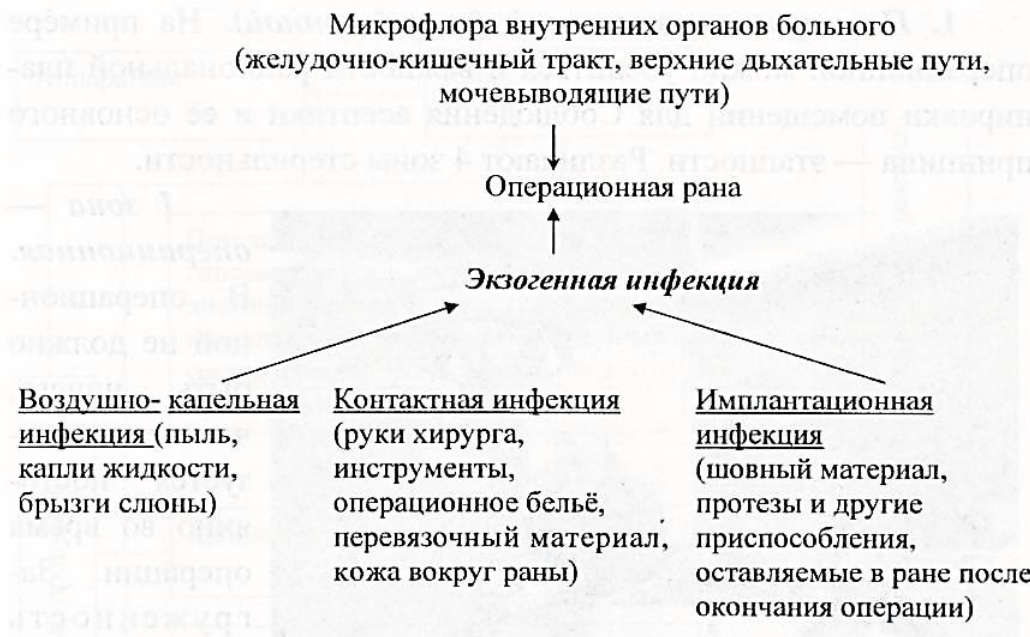 Микрофлора внутренних органов больного
(желудочно-кишечный тракт, верхние дыхательные пути,
мочевыводящие пути)
Операционная рана
Экзогенная инфекция
Воздушно- капельная
инфекция (пыль,
капли жидкости,
брызги слюны)
Контактная инфекция
(руки хирурга,
инструменты,
операционное бельё,
перевязочный материал,
кожа вокруг раны)
Имплантационная
инфекция
(шовный материал,
протезы и другие
приспособления,
оставляемые в ране после
окончания операции)